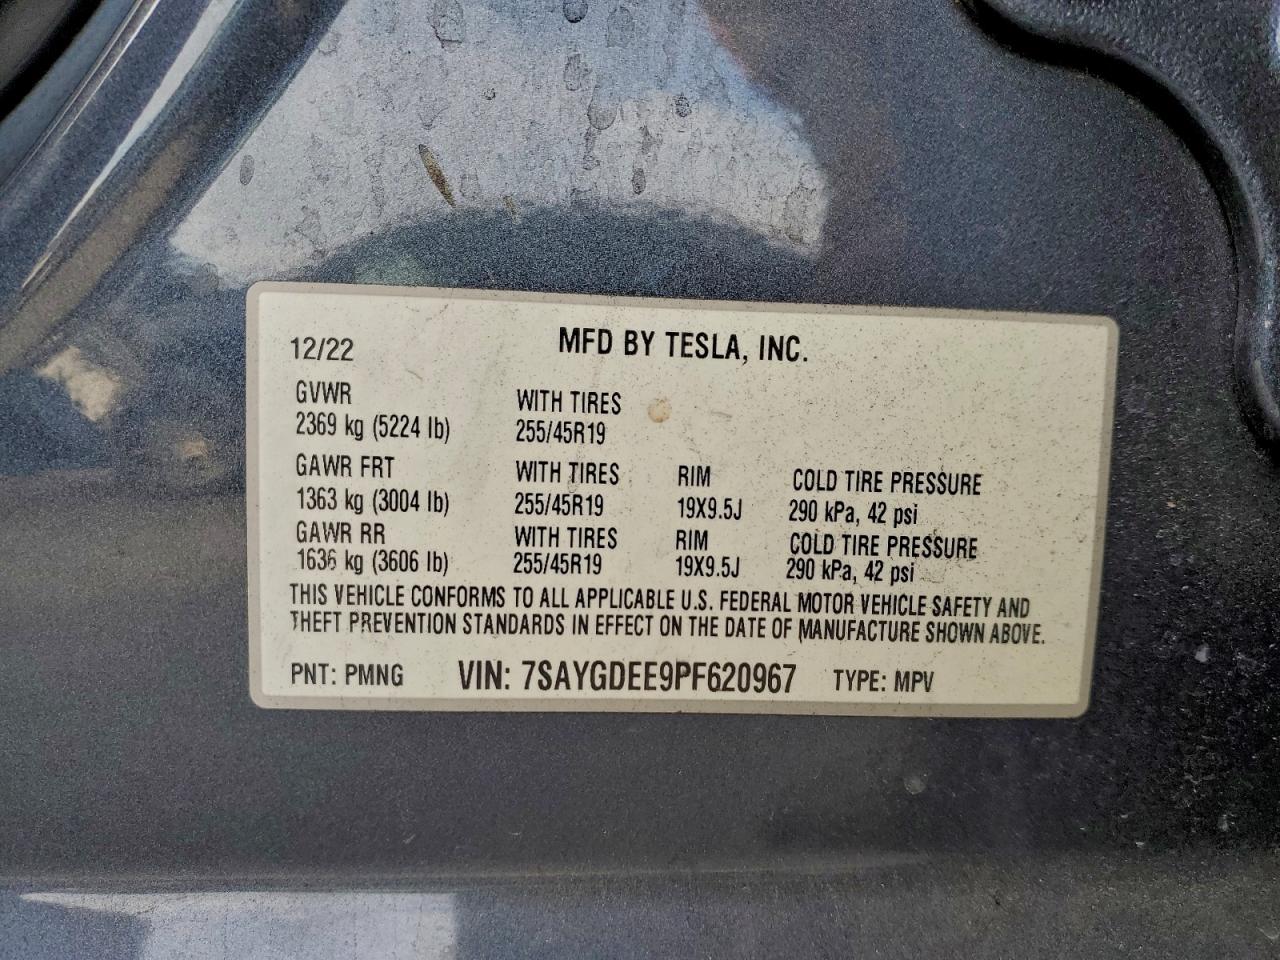 12/22 MFD BY TESLA, INC.
GVWR WITH TIRES
2369 kg (5224 lb) 255/45R19
GAWR FRT WITH TIRES RIM COLD TIRE PRESSURE
1363 kg (3004 lb) 255/45R19 19X9.5J 290 kPa, 42 psi
GAWR RR WITH TIRES RIM COLD TIRE PRESSURE
1636 kg (3606 lb) 255/45R19 19X9.5J 290 kPa, 42 psi
THIS VEHICLE CONFORMS TO ALL APPLICABLE U.S. FEDERAL MOTOR VEHICLE SAFETY AND
THEFT PREVENTION STANDARDS IN EFFECT ON THE DATE OF MANUFACTURE SHOWN ABOVE.
PNT: PMNG VIN: 7SAYGDEE9PF620967 TYPE: MPV